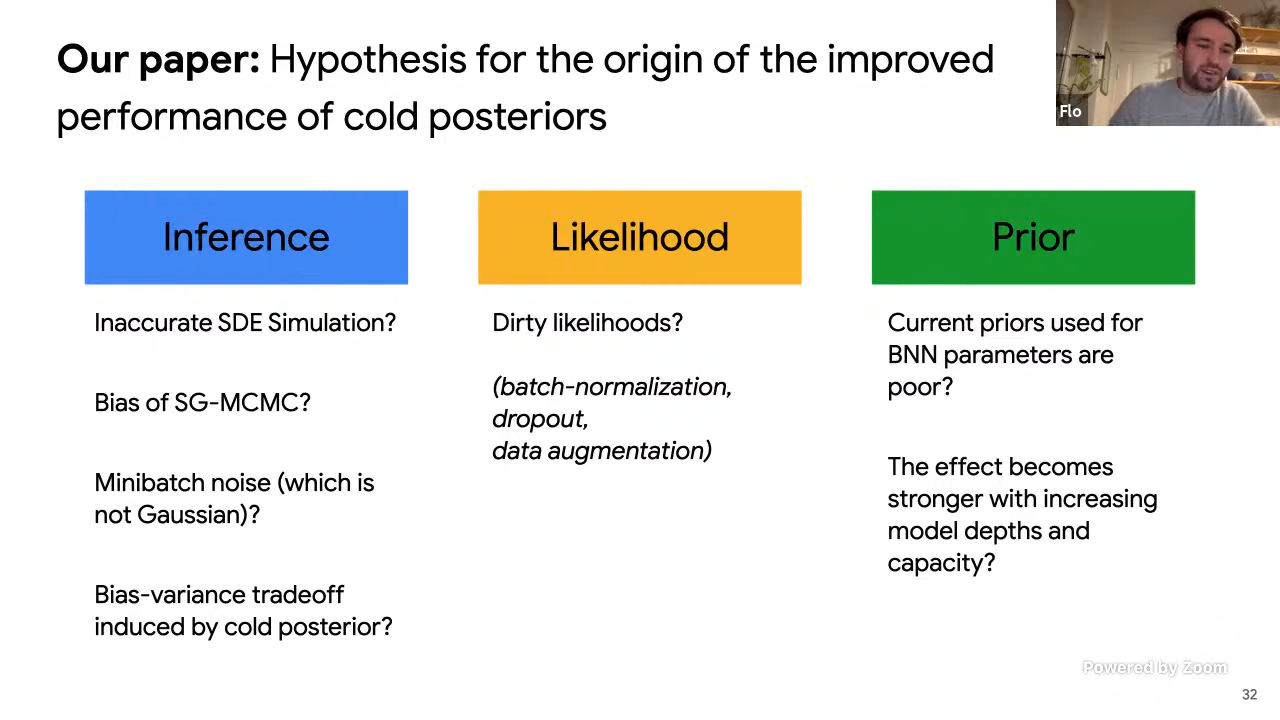 Our paper: Hypothesis for the origin of the improved
performance of cold posteriors
Flo
Inference
Inaccurate SDE Simulation?
Bias of SG-MCMC?
Minibatch noise (which is
not Gaussian)?
Bias-variance tradeoff
induced by cold posterior?
Likelihood
Dirty likelihoods?
(batch-normalization,
dropout,
data augmentation)
Prior
Current priors used for
BNN parameters are
poor?
The effect becomes
stronger with increasing
model depths and
capacity?
Powered by Zoom
32